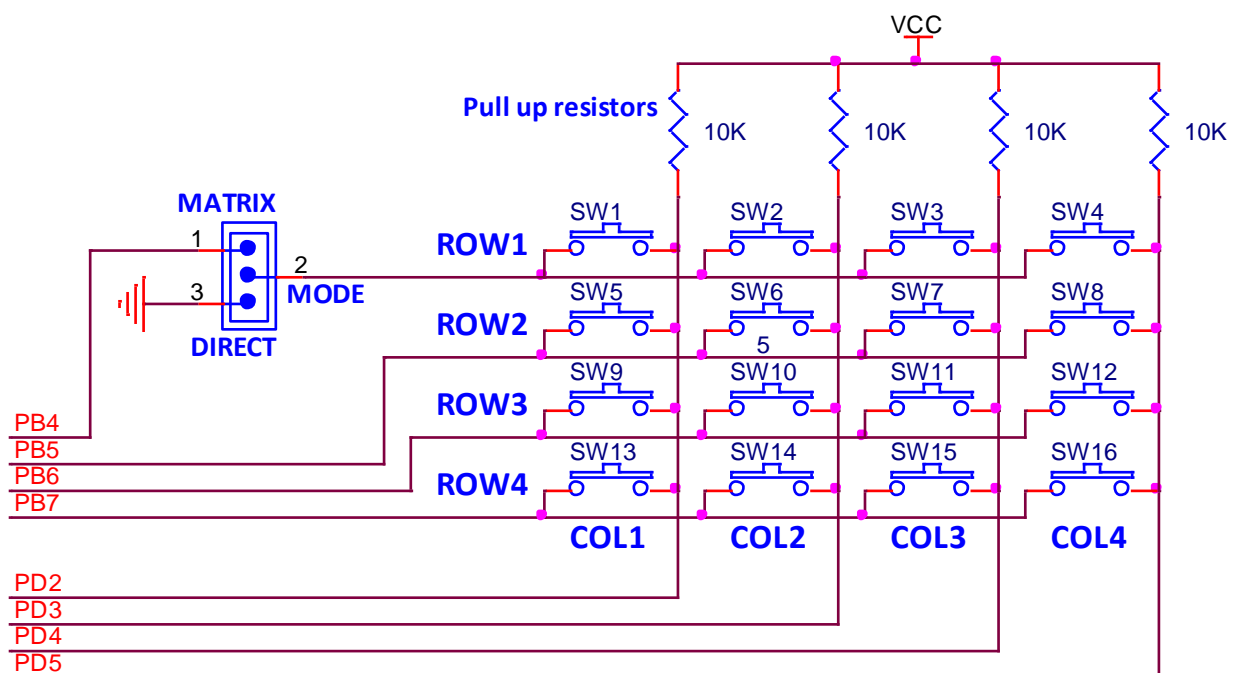 VCC
Pull up resistors
10K 10K 10K 10K
MATRIX
1
2
3
MODE
DIRECT
ROW1 SW1 SW2 SW3 SW4
ROW2 SW5 SW6 SW7 SW8
5
ROW3 SW9 SW10 SW11 SW12
ROW4 SW13 SW14 SW15 SW16
COL1 COL2 COL3 COL4
PB4
PB5
PB6
PB7
PD2
PD3
PD4
PD5